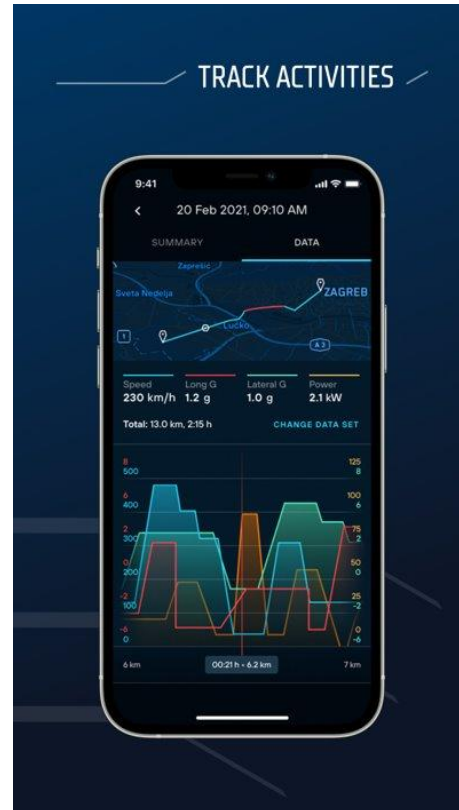 TRACK ACTIVITIES
9:41
20 Feb 2021, 09:10 AM
SUMMARY
DATA
Zaprešić
Sveta Nedelja
ZAGREB
Lučko
1
A2
Speed
Long G
Lateral G
Power
230 km/h
1.2 g
1.0 g
2.1 kW
Total: 13.0 km, 2:15 h
CHANGE DATA SET
8
125
500
8
6
100
400
6
2
75
300
2
0
50
200
0
-2
25
100
-2
-6
0
0
-6
6 km
00:21 h - 6.2 km
7 km